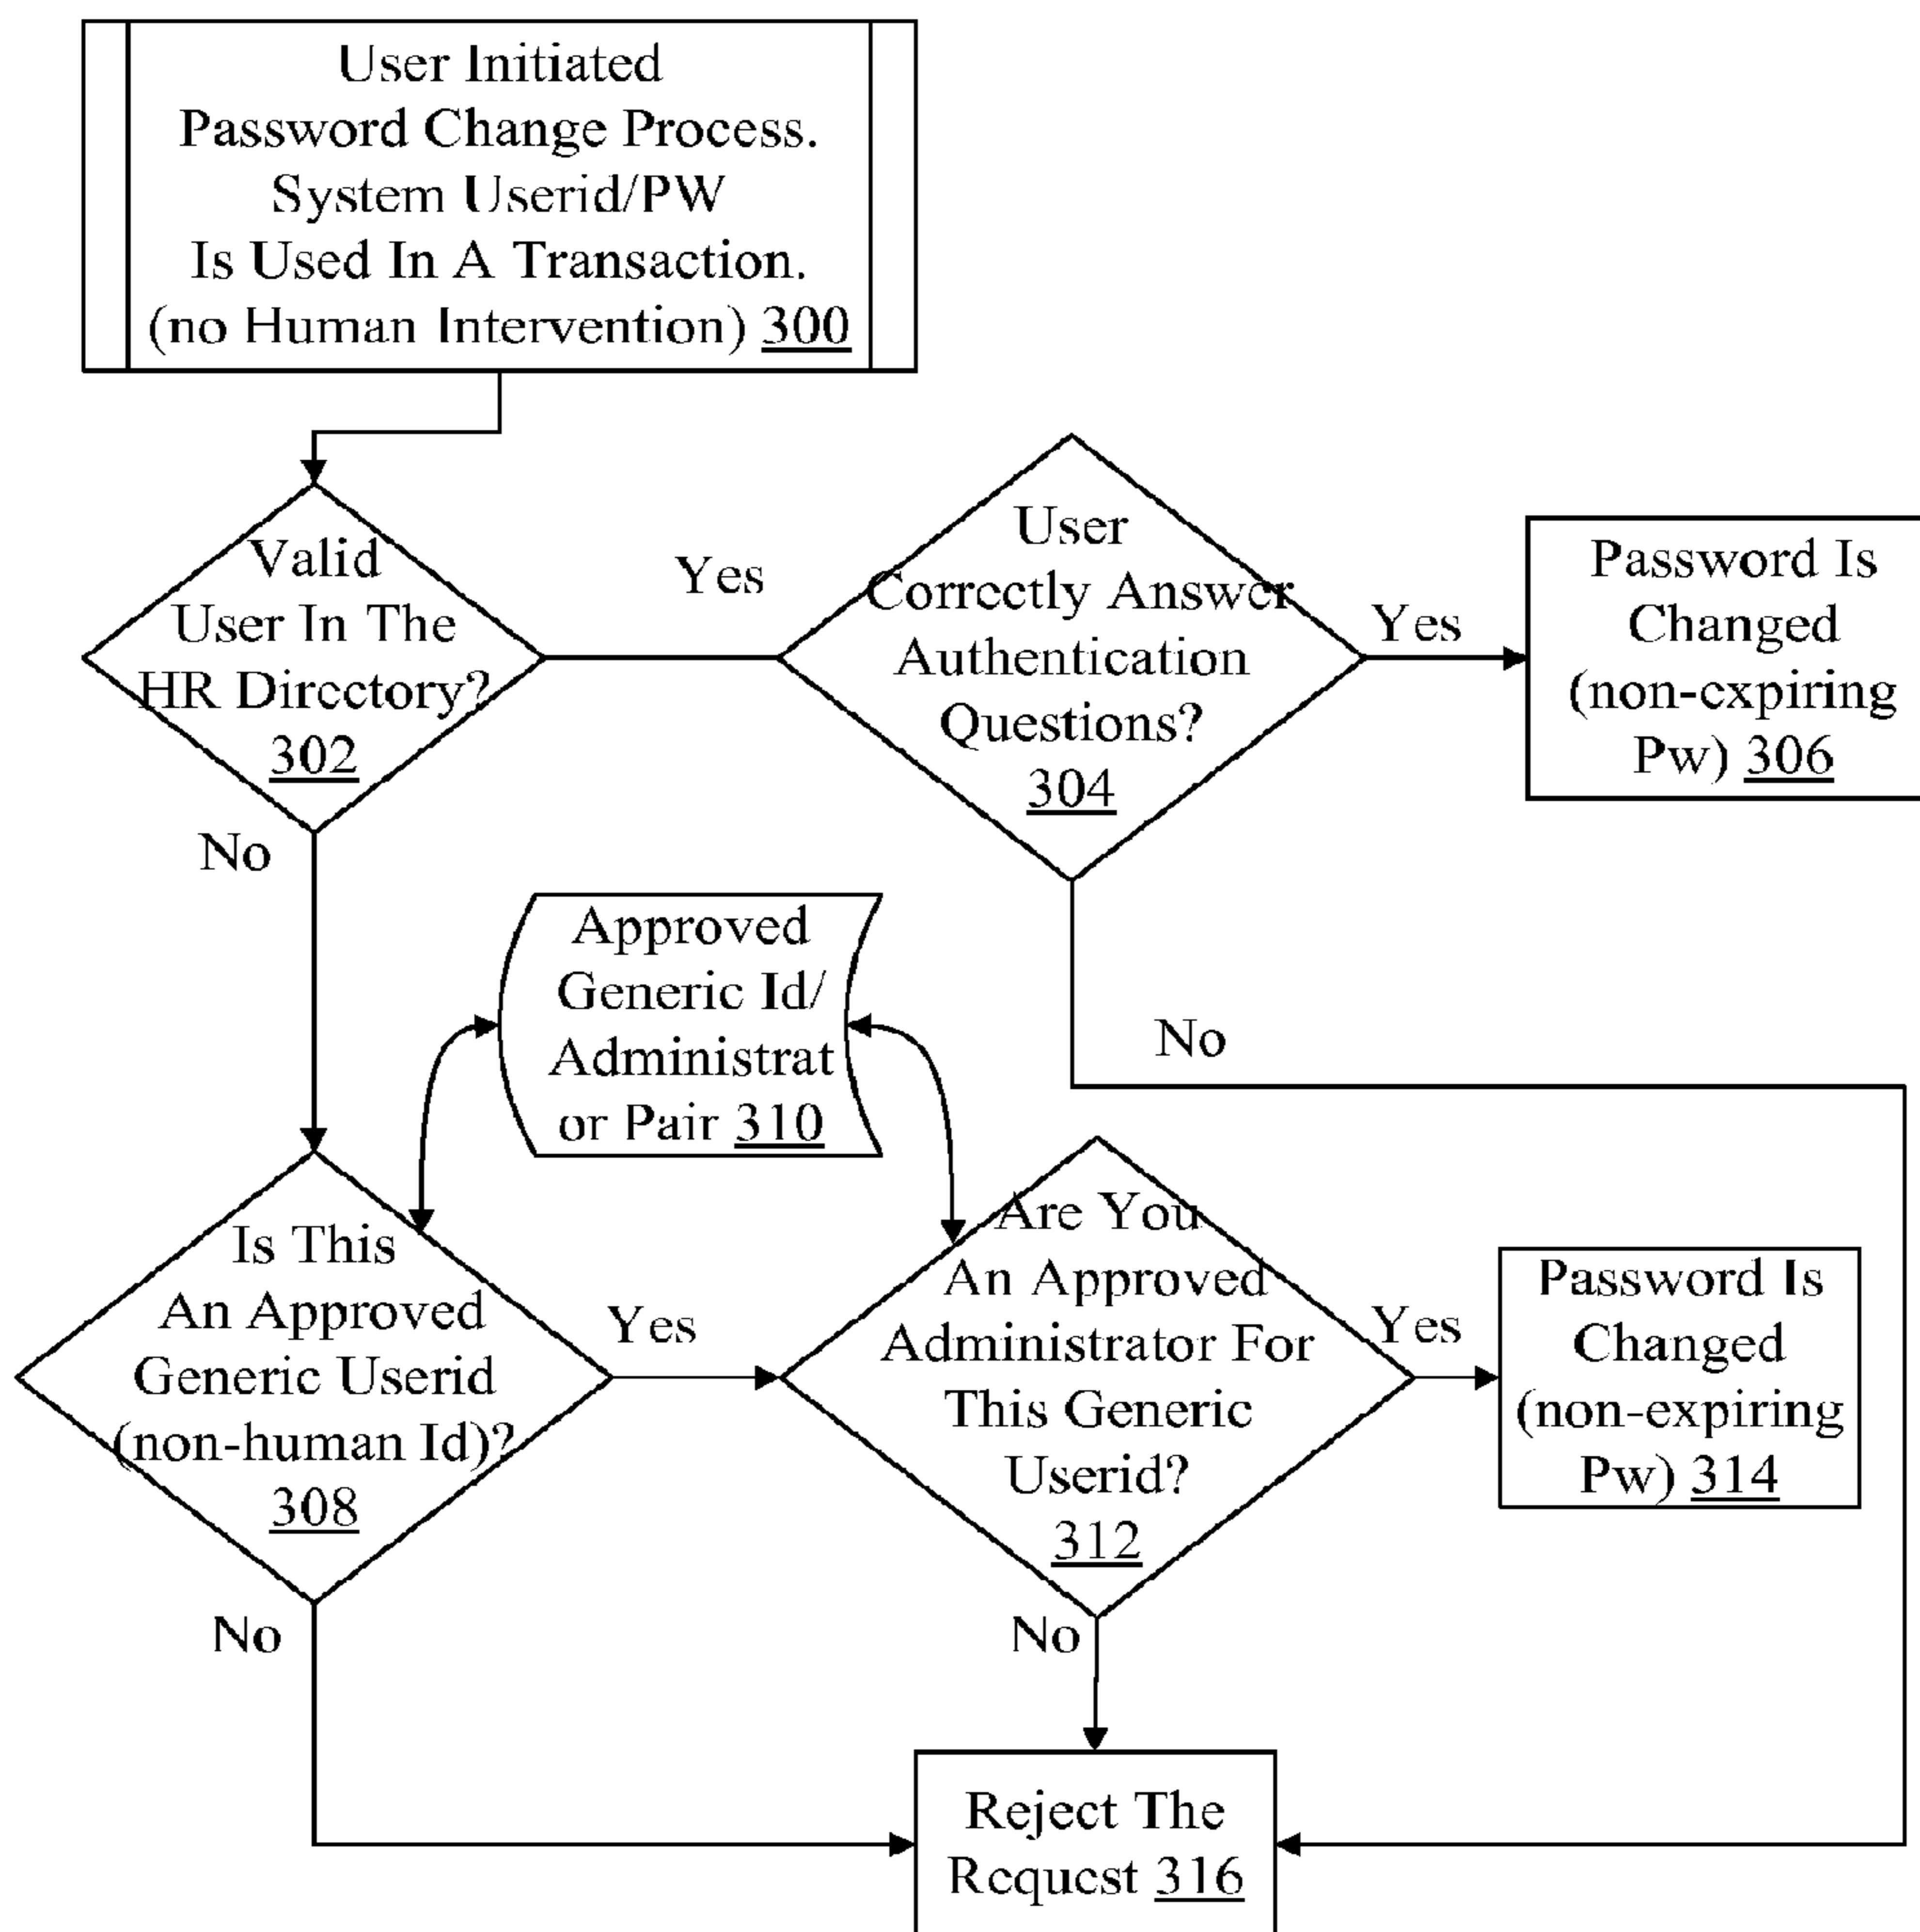 User Initiated
Password Change Process.
System Userid/PW
Is Used In A Transaction.
(no Human Intervention) 300
Valid
User In The
HR Directory?
302
Yes
User
Correctly Answer
Authentication
Questions?
304
Yes
Password Is
Changed
(non-expiring
Pw) 306
No
Approved
Generic Id/
Administrat
or Pair 310
No
Is This
An Approved
Generic Userid
(non-human Id)?
308
Yes
Are You
An Approved
Administrator For
This Generic
Userid?
312
Yes
Password Is
Changed
(non-expiring
Pw) 314
No
No
Reject The
Request 316